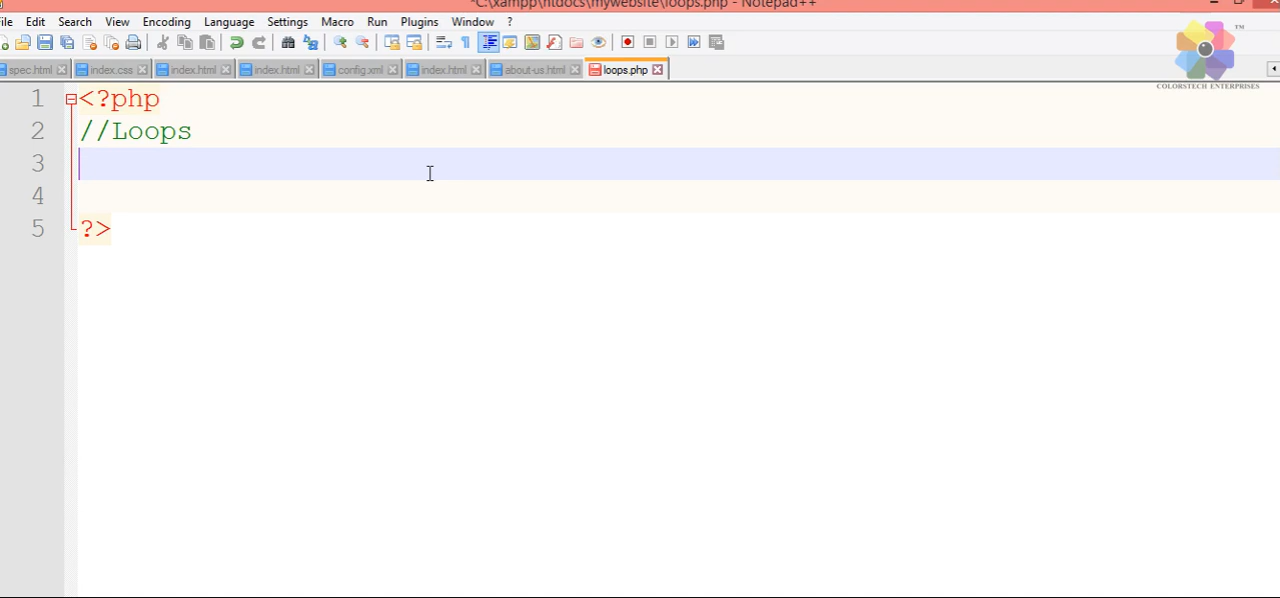 *C:\xampp\htdocs\mywebsite\loops.php - Notepad++
File Edit Search View Encoding Language Settings Macro Run Plugins Window ?
spec.html index.css index.html index.html config.xml index.html about-us.html loops.php
TM
COLORSTECH ENTERPRISES
1 <?php
2 //Loops
3
4
5 ?>